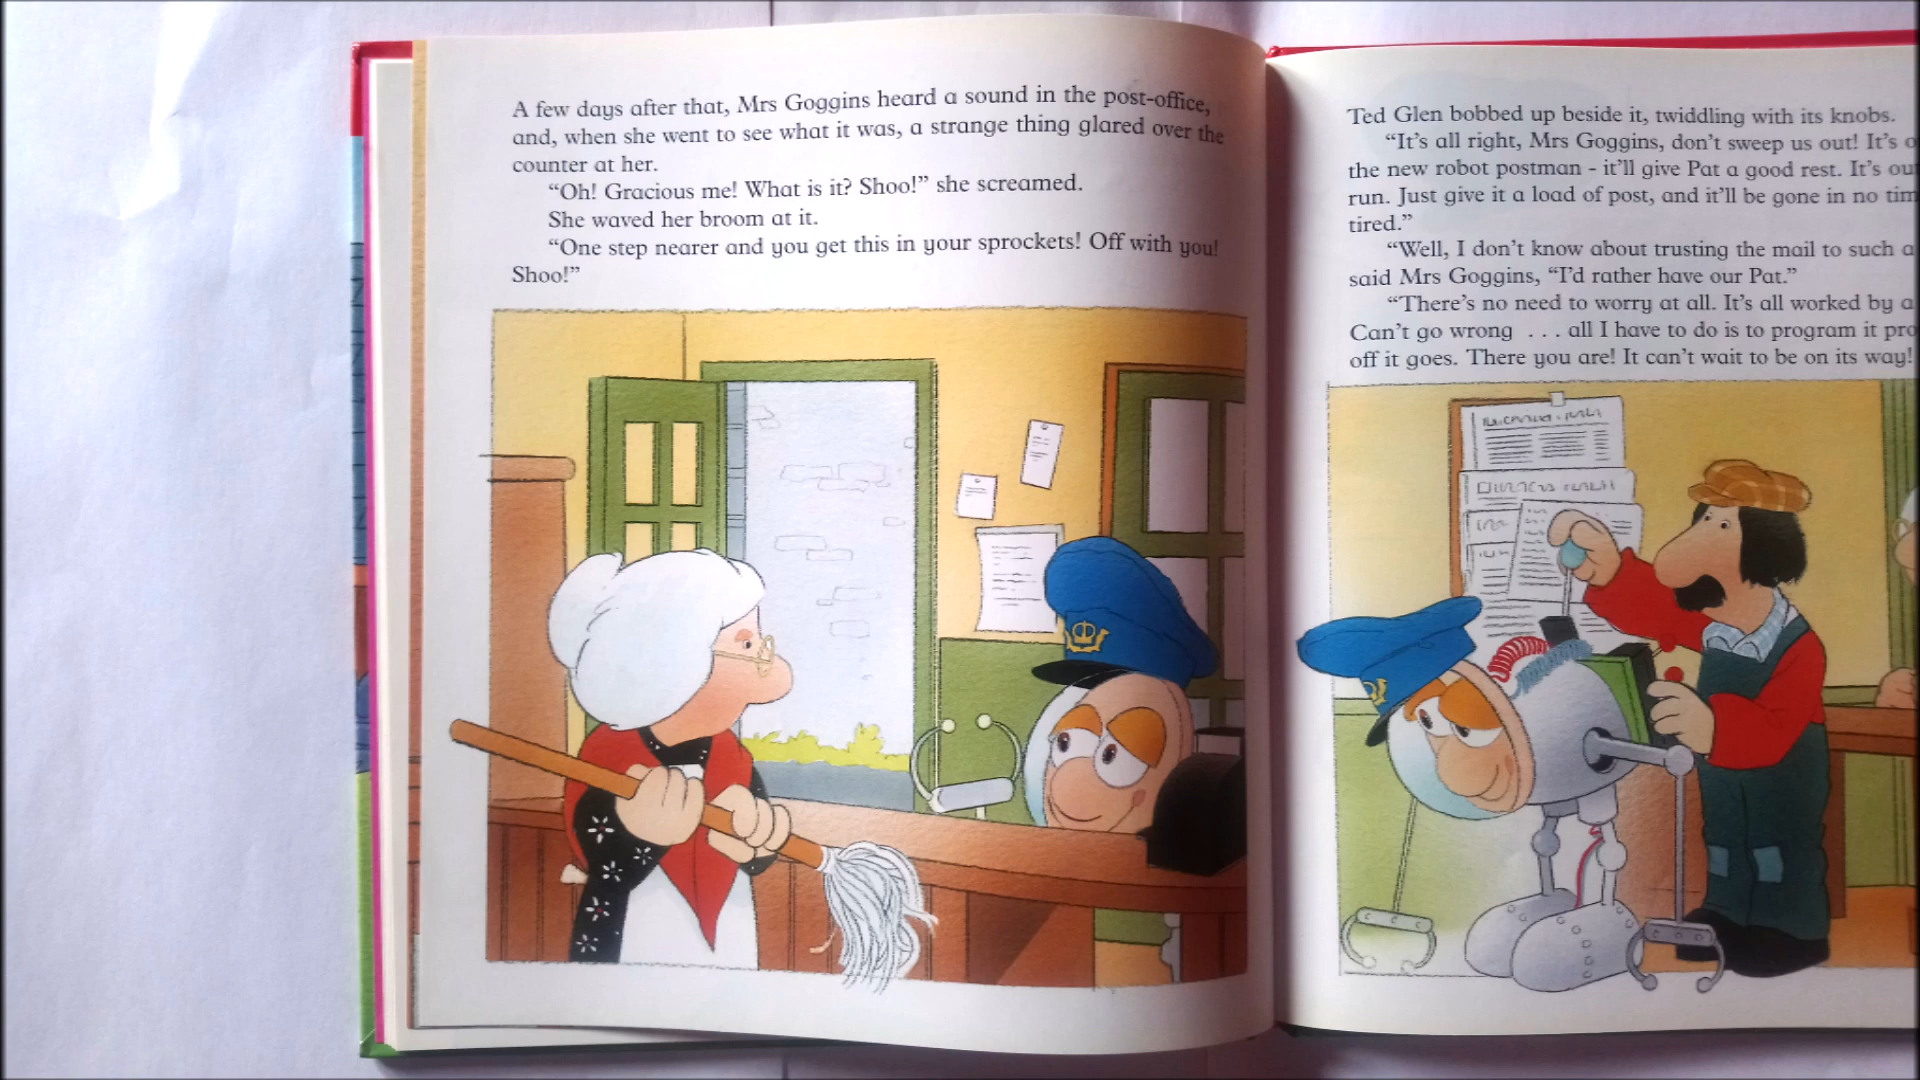 A few days after that, Mrs Goggins heard a sound in the post-office,
and, when she went to see what it was, a strange thing glared over the
counter at her.
“Oh! Gracious me! What is it? Shoo!” she screamed.
She waved her broom at it.
“One step nearer and you get this in your sprockets! Off with you!
Shoo!”
Ted Glen bobbed up beside it, twiddling with its knobs.
“It’s all right, Mrs Goggins, don’t sweep us out! It’s
the new robot postman - it’ll give Pat a good rest. It’s
run. Just give it a load of post, and it’ll be gone in no
tired.”
“Well, I don’t know about trusting the mail to such a
said Mrs Goggins, “I’d rather have our Pat.”
“There’s no need to worry at all. It’s all worked by a
Can’t go wrong . . . all I have to do is to program it
off it goes. There you are! It can’t wait to be on its way!